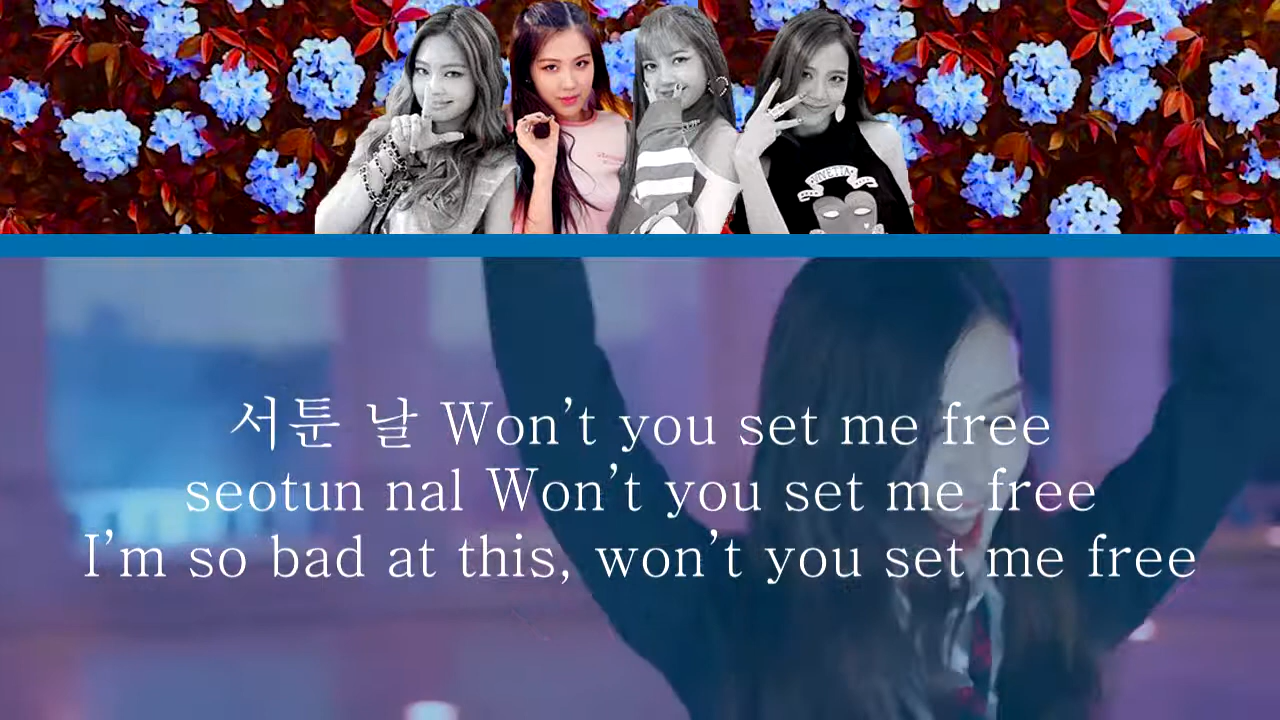 VIVETTA
서툰 날 Won’t you set me free
seotun nal Won’t you set me free
I’m so bad at this, won’t you set me free